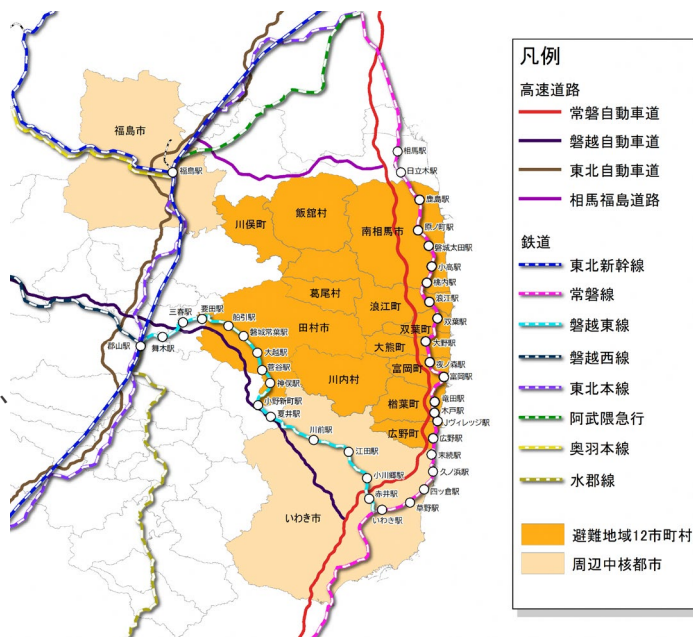 福島市
福島駅
川俣町
飯舘村
南相馬市
葛尾村
浪江町
田村市
双葉町
大熊町
富岡町
川内村
楢葉町
広野町
いわき市
相馬駅
日立木駅
鹿島駅
原ノ町駅
磐城太田駅
小高駅
桃内駅
浪江駅
双葉駅
大野駅
夜ノ森駅
富岡駅
竜田駅
木戸駅
Jヴィレッジ駅
広野駅
末続駅
久ノ浜駅
四ツ倉駅
草野駅
いわき駅
郡山駅
舞木駅
三春駅
要田駅
船引駅
磐城常葉駅
大越駅
菅谷駅
神俣駅
小野新町駅
夏井駅
川前駅
江田駅
小川郷駅
赤井駅
凡例
高速道路
常磐自動車道
磐越自動車道
東北自動車道
相馬福島道路
鉄道
東北新幹線
常磐線
磐越東線
磐越西線
東北本線
阿武隈急行
奥羽本線
水郡線
避難地域12市町村
周辺中核都市